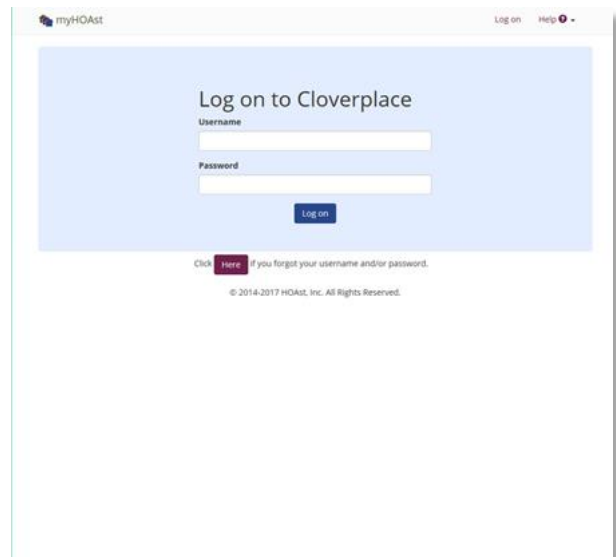 myHOAst Log on Help
Log on to Cloverplace
Username
Password
Log on
Click Here if you forgot your username and/or password.
© 2014-2017 HOAst, Inc. All Rights Reserved.